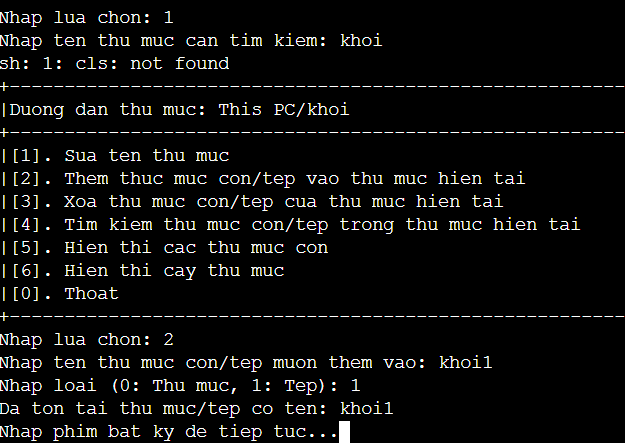 Nhap lua chon: 1
Nhap ten thu muc can tim kiem: khoi
sh: 1: cls: not found
+------------------------------------------------------
|Duong dan thu muc: This PC/khoi
+------------------------------------------------------
|[1]. Sua ten thu muc
|[2]. Them thuc muc con/tep vao thu muc hien tai
|[3]. Xoa thu muc con/tep cua thu muc hien tai
|[4]. Tim kiem thu muc con/tep trong thu muc hien tai
|[5]. Hien thi cac thu muc con
|[6]. Hien thi cay thu muc
|[0]. Thoat
+------------------------------------------------------
Nhap lua chon: 2
Nhap ten thu muc con/tep muon them vao: khoi1
Nhap loai (0: Thu muc, 1: Tep): 1
Da ton tai thu muc/tep co ten: khoi1
Nhap phim bat ky de tiep tuc...